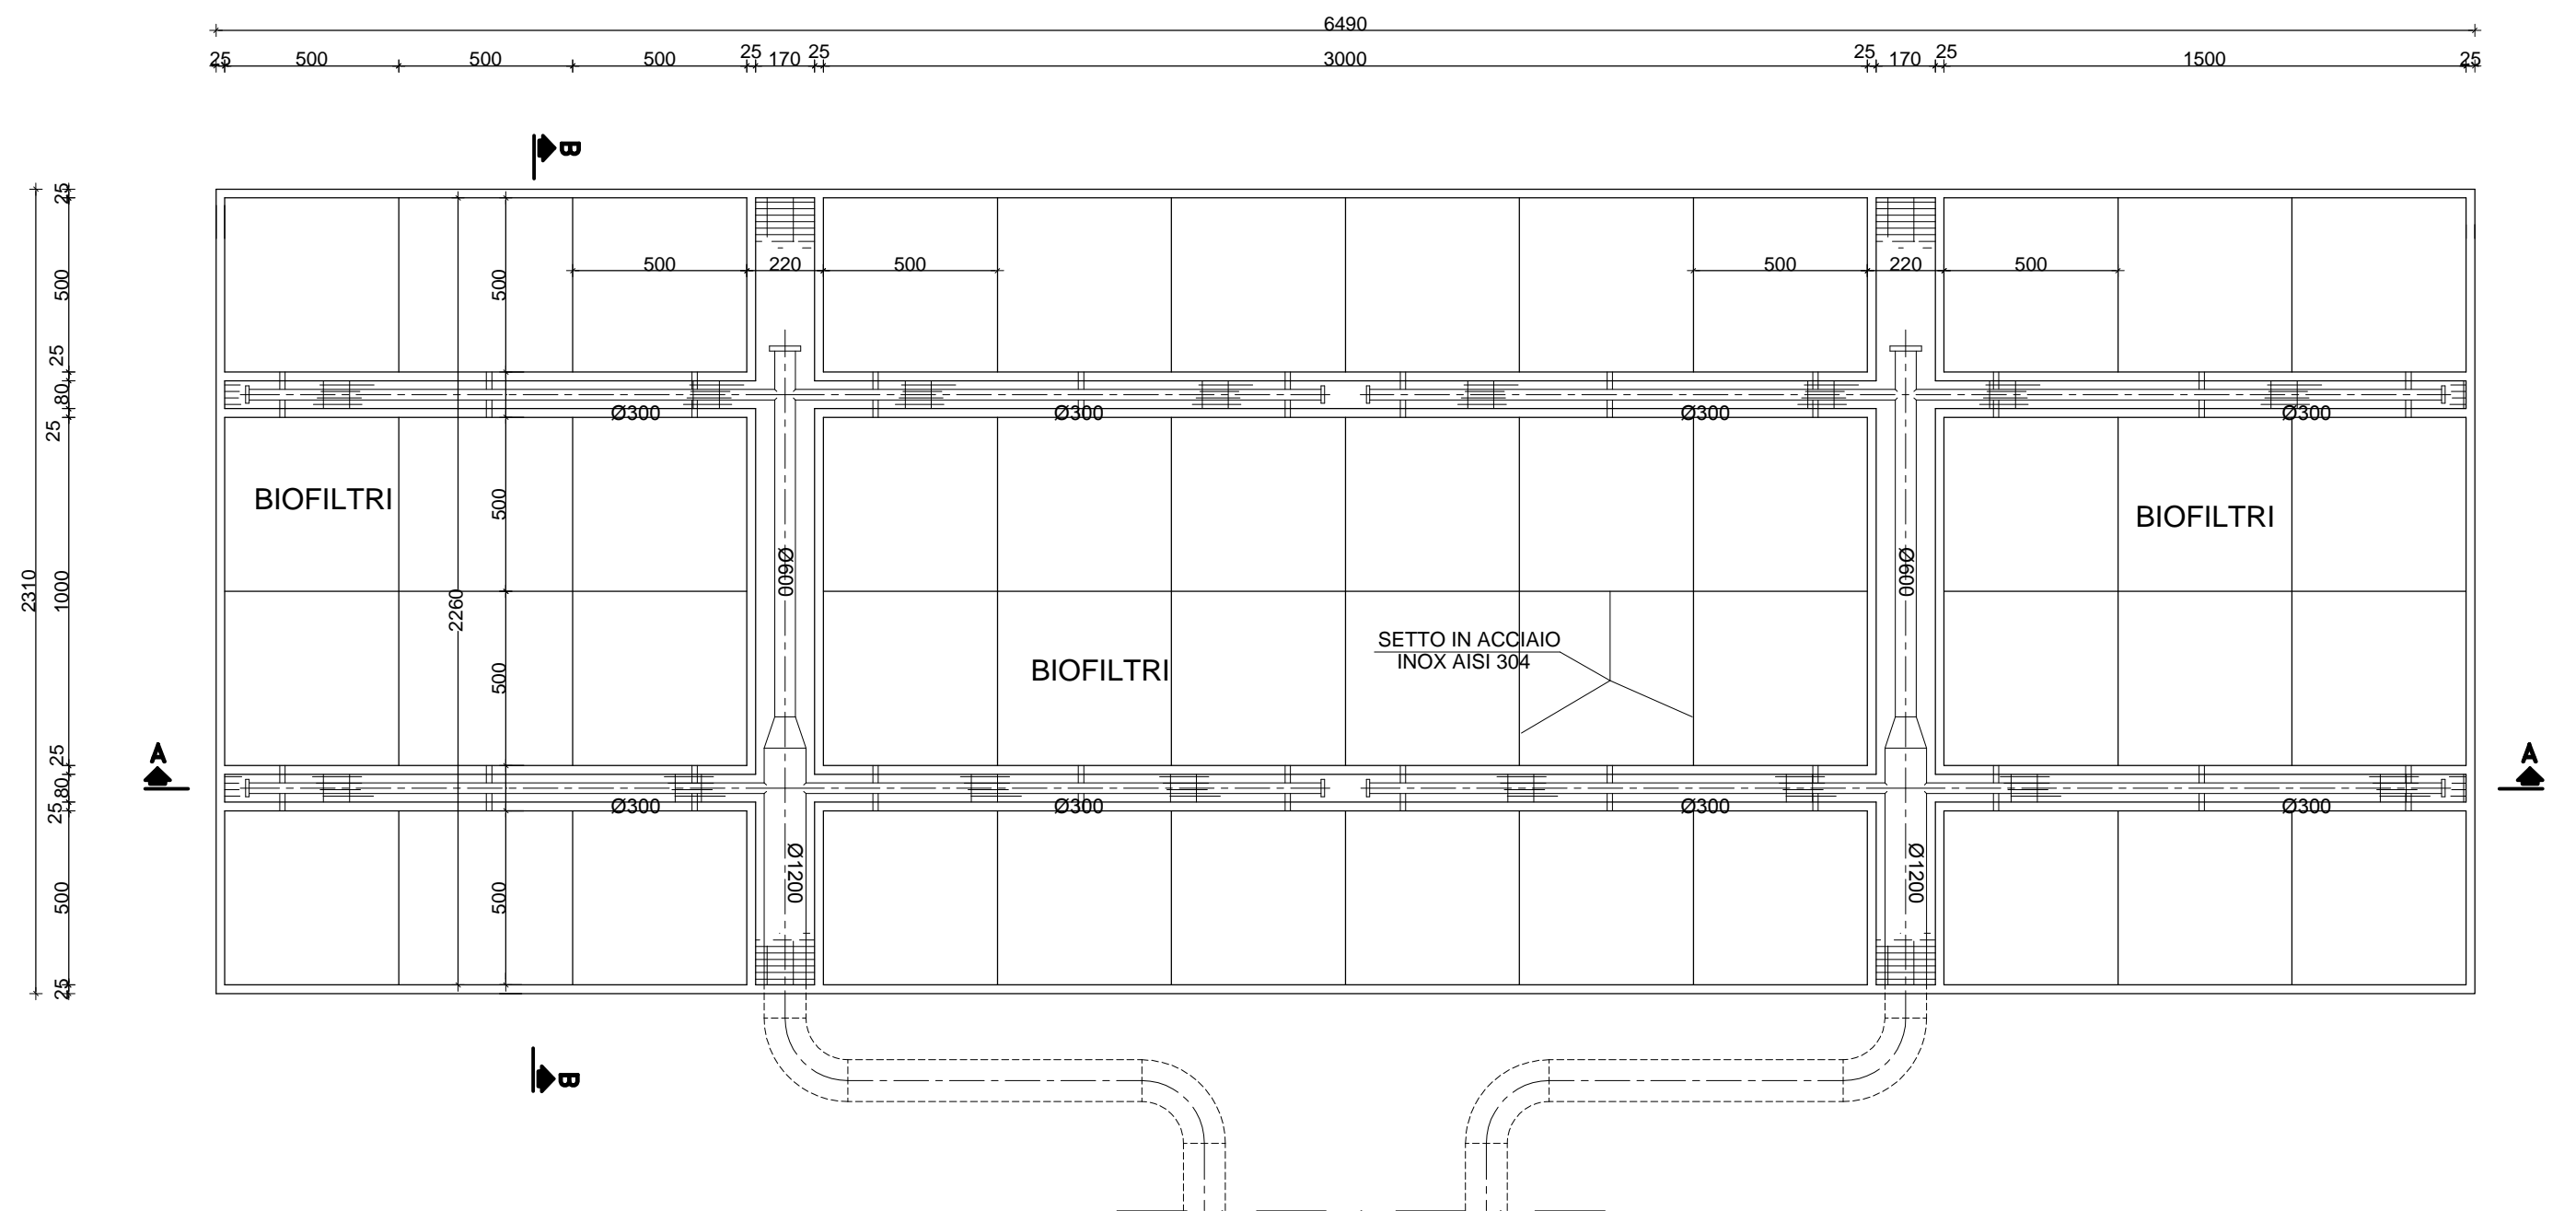 6490
25 500 500 500 25 170 25 3000 25 170 25 1500 25
B
25
500 220 500 500 220 500
500 500
25
80
Ø300 Ø300 Ø300 Ø300
25
BIOFILTRI 500 BIOFILTRI
Ø600 Ø600
2310 1000 2260
SETTO IN ACCIAIO
INOX AISI 304
BIOFILTRI
500
A 25 A
80
25 Ø300 Ø300 Ø300 Ø300
Ø1200 Ø1200
500 500
25
B